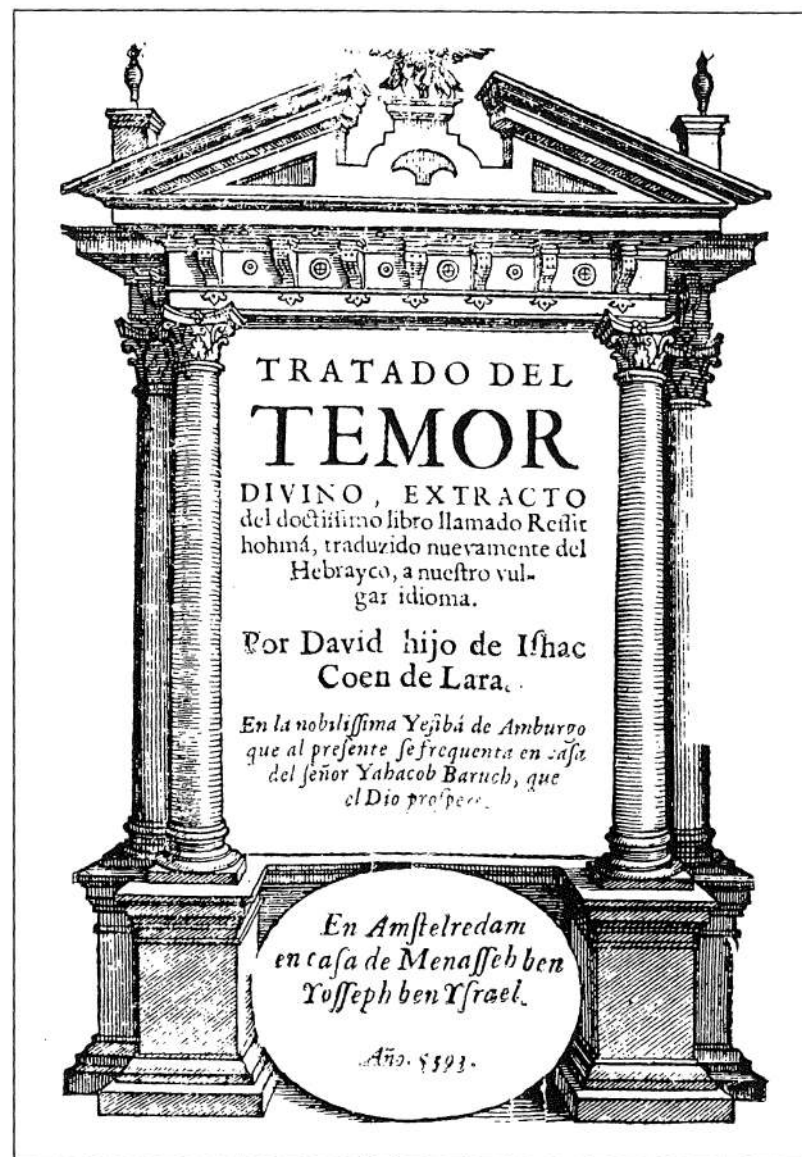 TRATADO DEL
TEMOR
DIVINO, EXTRACTO
del doctiſſimo libro llamado Reſſit
hohmá, traduzido nuevamente del
Hebrayco, a nueſtro vul-
gar idioma.
Por David hijo de Iſhac
Coen de Lara.
En la nobiliſſima Yeſibá de Amburgo
que al preſente ſe frequenta en caſa
del ſeñor Yahacob Baruch, que
el Dio proſpere.
En Amſtelredam
en caſa de Menaſſeh ben
Yoſſeph ben Yſrael.
Año. 5393.